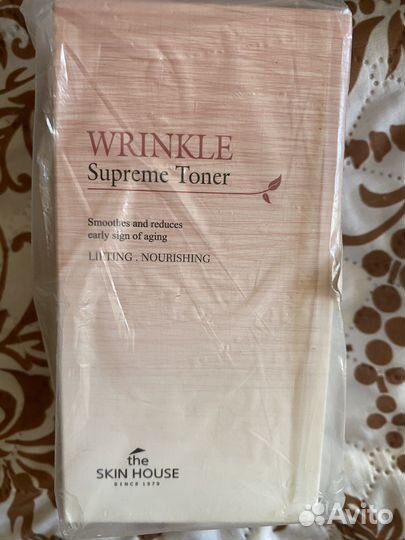 WRINKLE
Supreme Toner
Smoothes and reduces
early sign of aging
LIFTING . NOURISHING
the
SKIN HOUSE
SINCE 1979
Avito